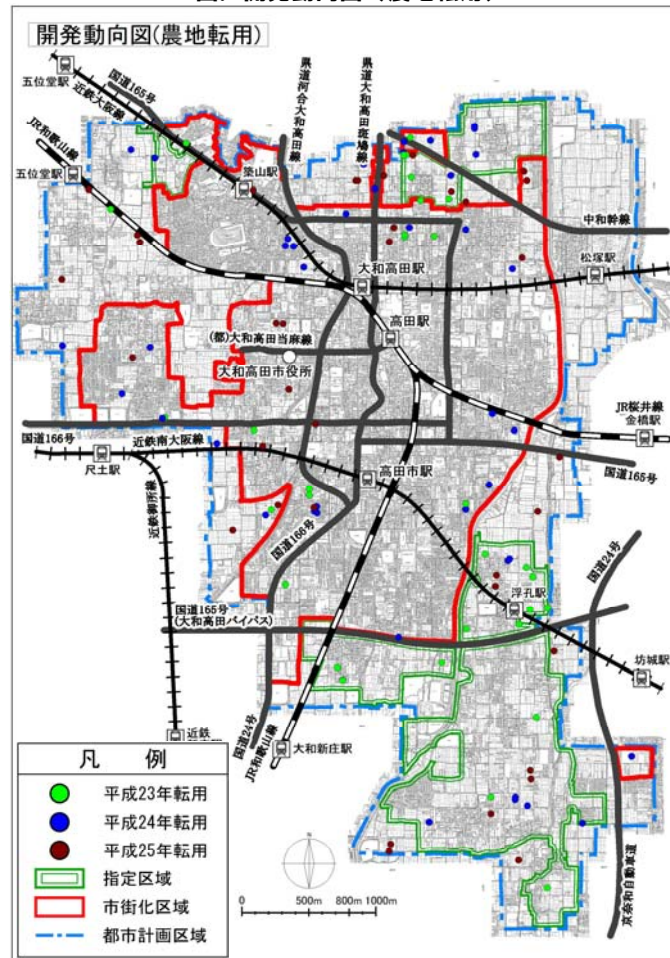 開発動向図(農地転用)
五位堂駅
国道165号
近鉄大阪線
JR和歌山線
五位堂駅
築山駅
県道河合大和高田線
県道大和高田斑鳩線
中和幹線
松塚駅
大和高田駅
高田駅
(都)大和高田当麻線
大和高田市役所
JR桜井線
金橋駅
国道166号
近鉄南大阪線
尺土駅
高田市駅
国道165号
近鉄御所線
国道166号
国道24号
浮孔駅
国道165号
(大和高田バイパス)
坊城駅
国道24号
JR和歌山線
大和新庄駅
近鉄
京奈和自動車道
凡 例
平成23年転用
平成24年転用
平成25年転用
指定区域
市街化区域
都市計画区域
N
0 500m 800m 1000m